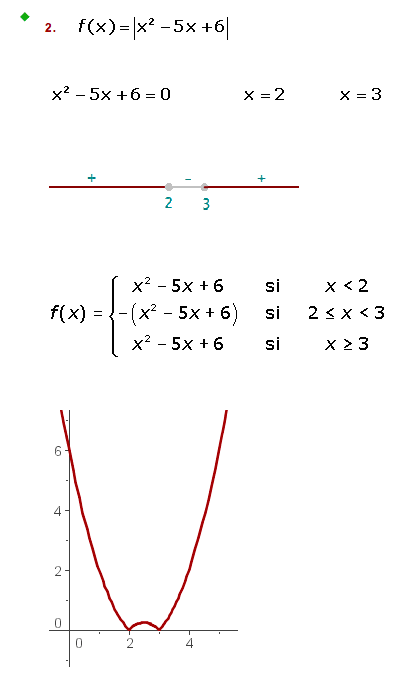 2. f(x) = |x² − 5x + 6|
x² − 5x + 6 = 0 x = 2 x = 3
+ − +
2 3
x² − 5x + 6 si x < 2
f(x) = { −(x² − 5x + 6) si 2 ≤ x < 3
x² − 5x + 6 si x ≥ 3
6
4
2
0
0 2 4